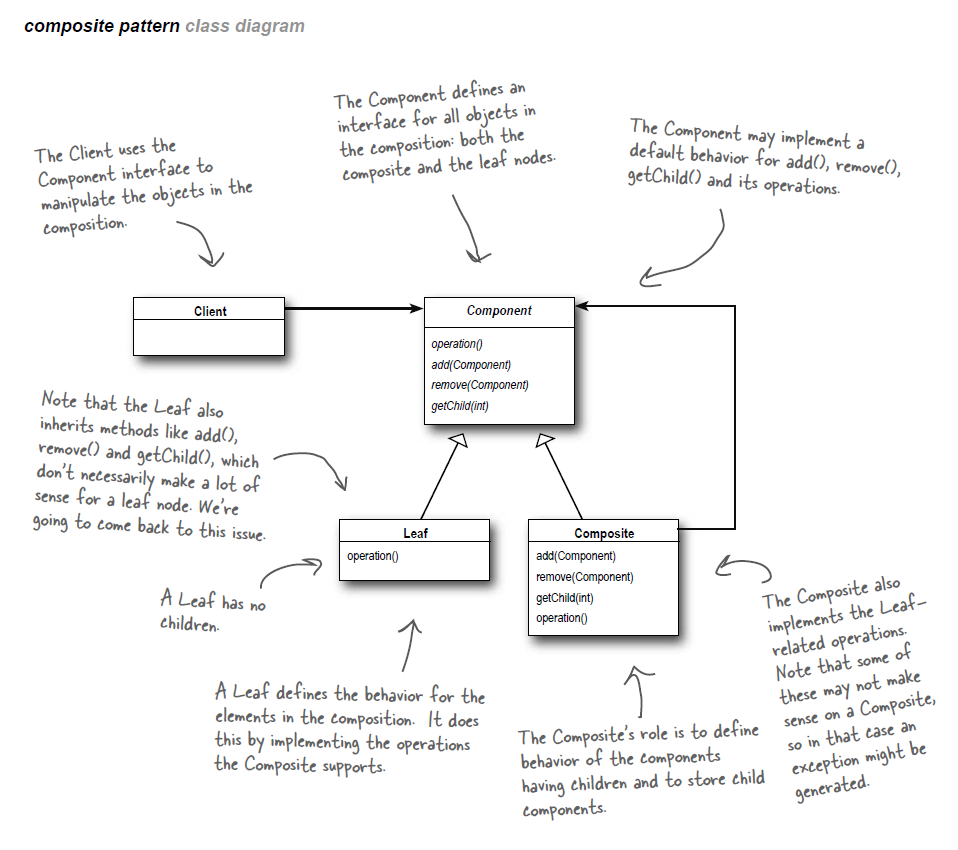 composite pattern class diagram
The Client uses the
Component interface to
manipulate the objects in the
composition.
The Component defines an
interface for all objects in
the composition: both the
composite and the leaf nodes.
The Component may implement a
default behavior for add(), remove(),
getChild() and its operations.
Client
Component
operation()
add(Component)
remove(Component)
getChild(int)
Note that the Leaf also
inherits methods like add(),
remove() and getChild(), which
don't necessarily make a lot of
sense for a leaf node. We're
going to come back to this issue.
Leaf
operation()
Composite
add(Component)
remove(Component)
getChild(int)
operation()
A Leaf has no
children.
A Leaf defines the behavior for the
elements in the composition. It does
this by implementing the operations
the Composite supports.
The Composite's role is to define
behavior of the components
having children and to store child
components.
The Composite also
implements the Leaf-
related operations.
Note that some of
these may not make
sense on a Composite,
so in that case an
exception might be
generated.